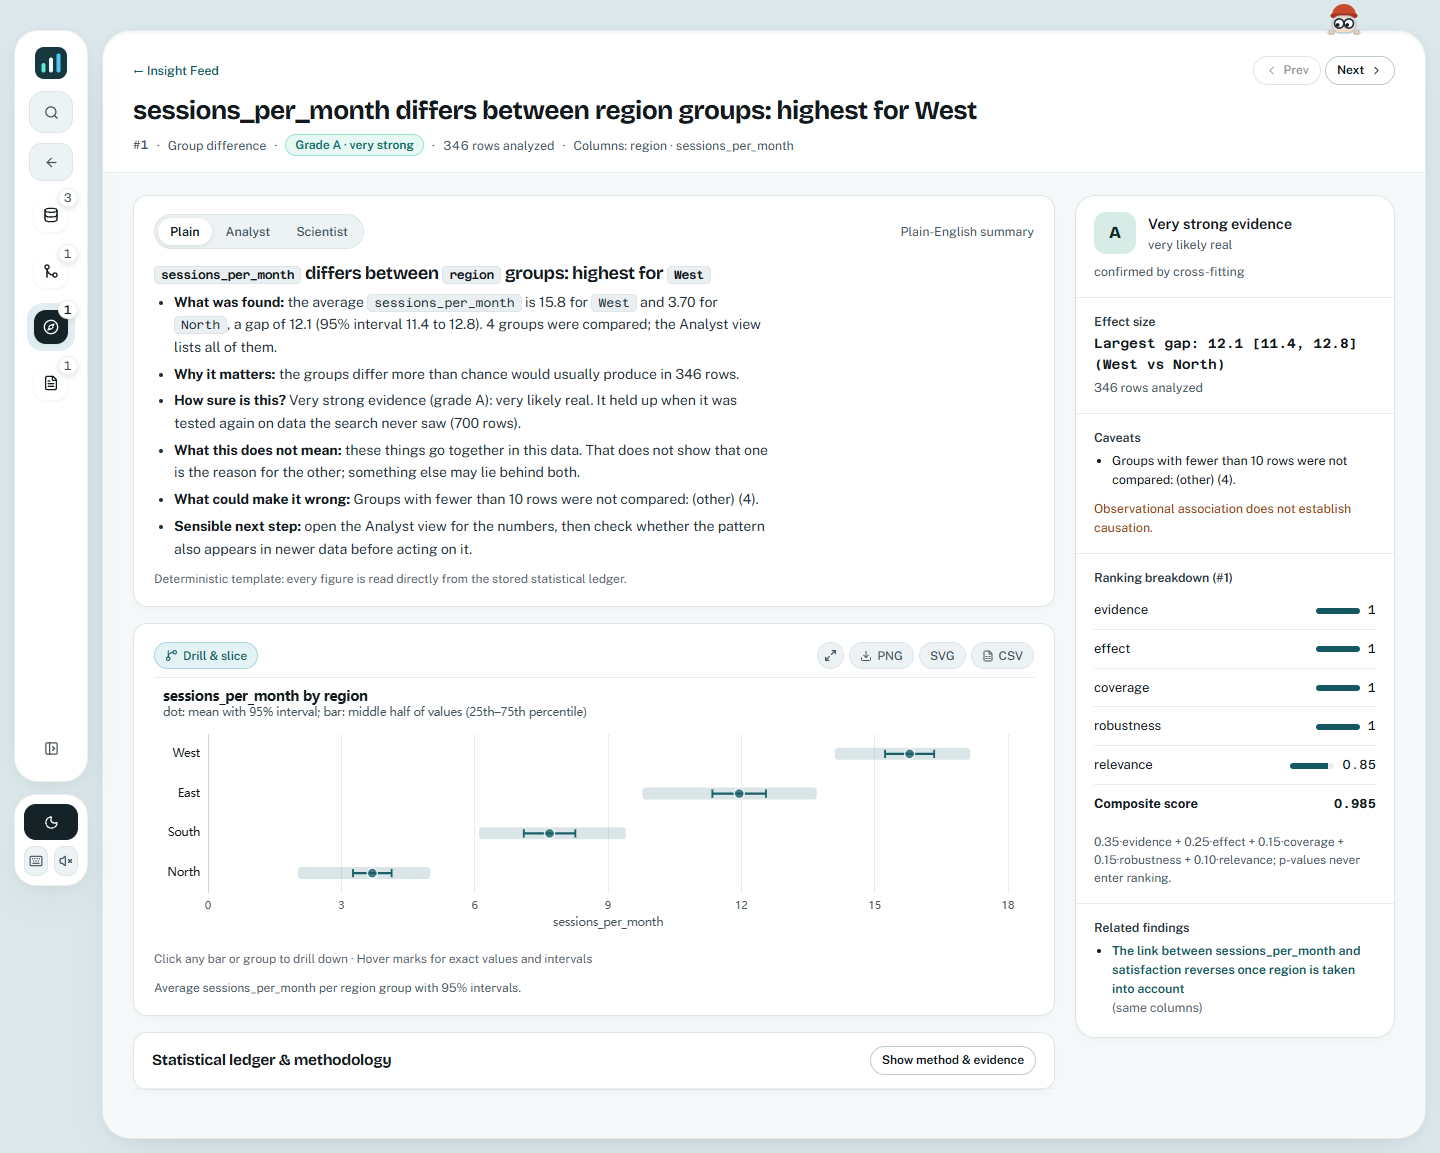 ← Insight Feed
Prev
Next
sessions_per_month differs between region groups: highest for West
#1 · Group difference · Grade A · very strong · 346 rows analyzed · Columns: region · sessions_per_month
3
1
1
1
Plain
Analyst
Scientist
Plain-English summary
sessions_per_month differs between region groups: highest for West
• What was found: the average sessions_per_month is 15.8 for West and 3.70 for
North, a gap of 12.1 (95% interval 11.4 to 12.8). 4 groups were compared; the Analyst view
lists all of them.
• Why it matters: the groups differ more than chance would usually produce in 346 rows.
• How sure is this? Very strong evidence (grade A): very likely real. It held up when it was
tested again on data the search never saw (700 rows).
• What this does not mean: these things go together in this data. That does not show that one
is the reason for the other; something else may lie behind both.
• What could make it wrong: Groups with fewer than 10 rows were not compared: (other) (4).
• Sensible next step: open the Analyst view for the numbers, then check whether the pattern
also appears in newer data before acting on it.
Deterministic template: every figure is read directly from the stored statistical ledger.
Drill & slice
PNG
SVG
CSV
sessions_per_month by region
dot: mean with 95% interval; bar: middle half of values (25th–75th percentile)
West
East
South
North
0 3 6 9 12 15 18
sessions_per_month
Click any bar or group to drill down · Hover marks for exact values and intervals
Average sessions_per_month per region group with 95% intervals.
Statistical ledger & methodology
Show method & evidence
A
Very strong evidence
very likely real
confirmed by cross-fitting
Effect size
Largest gap: 12.1 [11.4, 12.8]
(West vs North)
346 rows analyzed
Caveats
• Groups with fewer than 10 rows were not
compared: (other) (4).
Observational association does not establish
causation.
Ranking breakdown (#1)
evidence 1
effect 1
coverage 1
robustness 1
relevance 0.85
Composite score 0.985
0.35·evidence + 0.25·effect + 0.15·coverage +
0.15·robustness + 0.10·relevance; p-values never
enter ranking.
Related findings
• The link between sessions_per_month and
satisfaction reverses once region is taken
into account
(same columns)